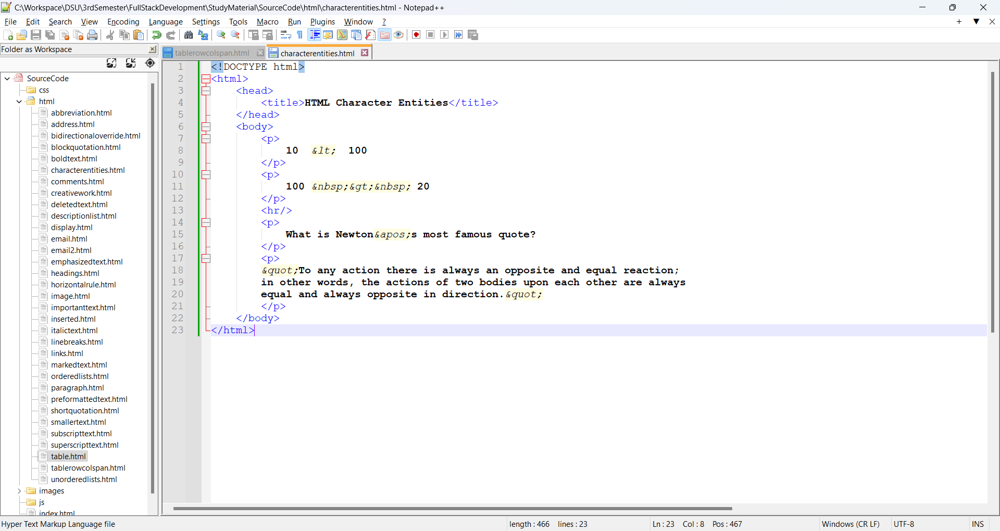 C:\Workspace\DSU\3rdSemester\FullStackDevelopment\StudyMaterial\SourceCode\html\characterentities.html - Notepad++
File Edit Search View Encoding Language Settings Tools Macro Run Plugins Window ?
Folder as Workspace
SourceCode
css
html
abbreviation.html
address.html
bidirectionaloverride.html
blockquotation.html
boldtext.html
characterentities.html
comments.html
creativework.html
deletedtext.html
descriptionlist.html
display.html
email.html
email2.html
emphasizedtext.html
headings.html
horizontalrule.html
image.html
importanttext.html
inserted.html
italictext.html
linebreaks.html
links.html
markedtext.html
orderedlists.html
paragraph.html
preformattedtext.html
shortquotation.html
smallertext.html
subscripttext.html
superscripttext.html
table.html
tablerowcolspan.html
unorderedlists.html
images
js
index.html
tablerowcolspan.html characterentities.html
1 <!DOCTYPE html>
2 <html>
3 <head>
4 <title>HTML Character Entities</title>
5 </head>
6 <body>
7 <p>
8 10 &lt; 100
9 </p>
10 <p>
11 100 &nbsp;&gt;&nbsp; 20
12 </p>
13 <hr/>
14 <p>
15 What is Newton&apos;s most famous quote?
16 </p>
17 <p>
18 &quot;To any action there is always an opposite and equal reaction;
19 in other words, the actions of two bodies upon each other are always
20 equal and always opposite in direction.&quot;
21 </p>
22 </body>
23 </html>
Hyper Text Markup Language file length : 466 lines : 23 Ln : 23 Col : 8 Pos : 467 Windows (CR LF) UTF-8 INS